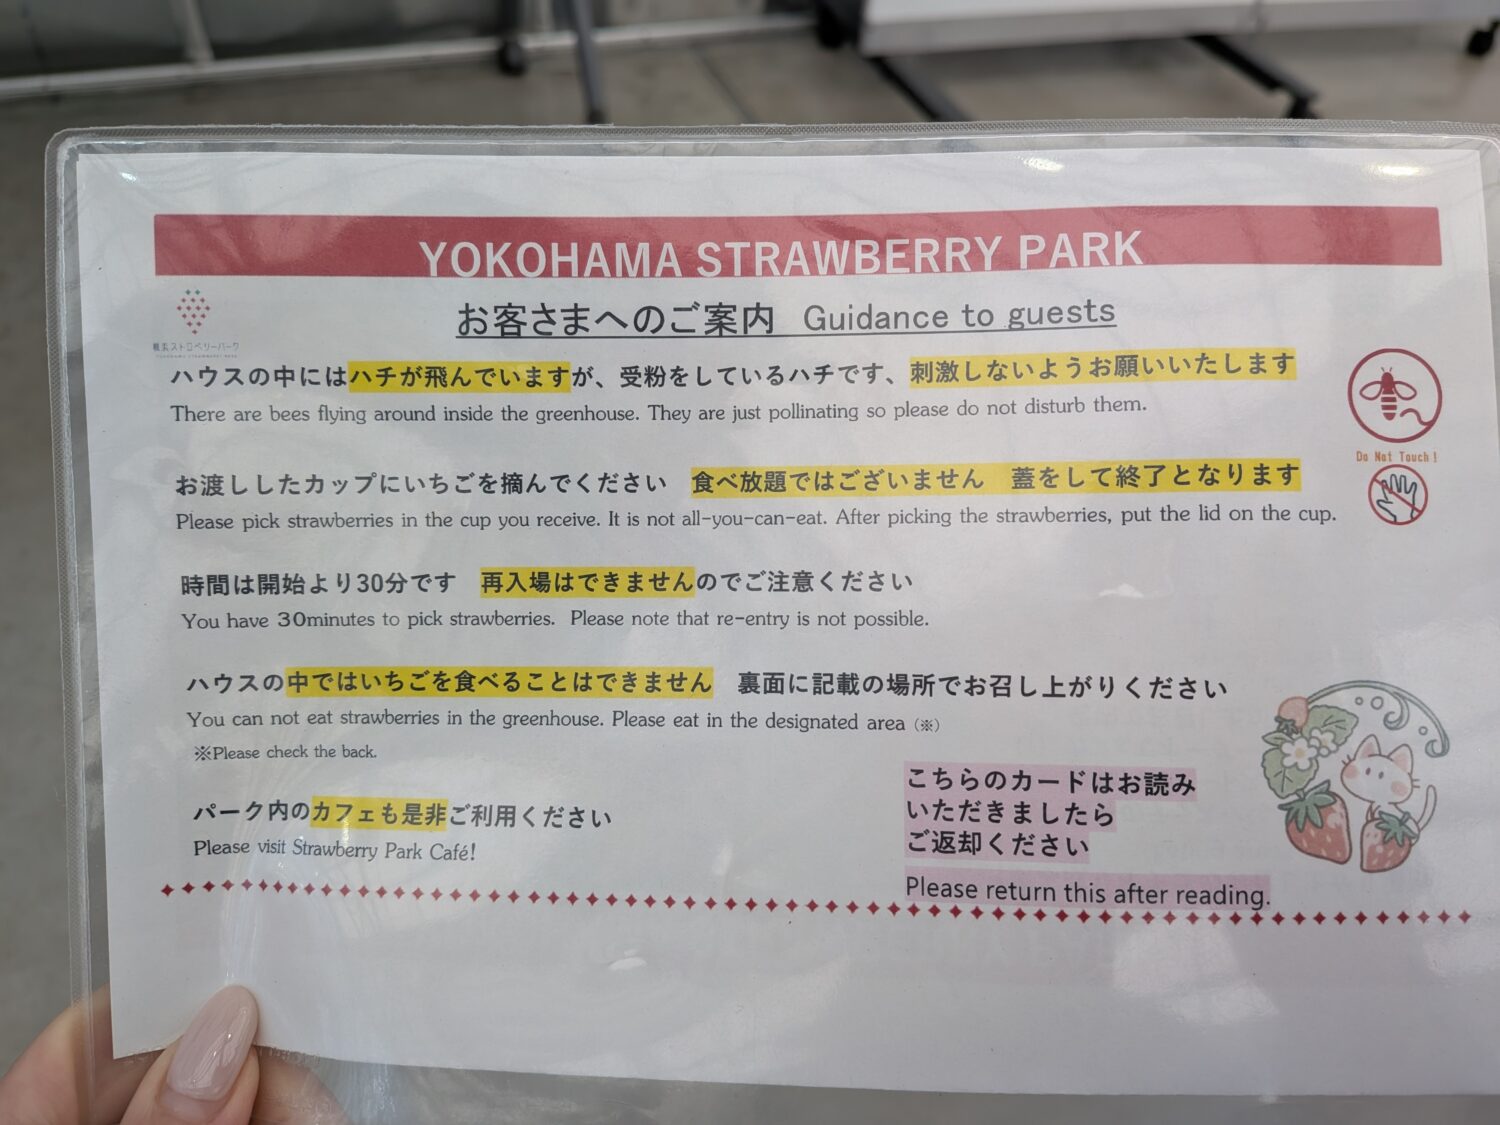 YOKOHAMA STRAWBERRY PARK
お客さまへのご案内 Guidance to guests
横浜ストロベリーパーク
ハウスの中にはハチが飛んでいますが、受粉をしているハチです、刺激しないようお願いいたします
There are bees flying around inside the greenhouse. They are just pollinating so please do not disturb them.
Do Not Touch!
お渡ししたカップにいちごを摘んでください 食べ放題ではございません 蓋をして終了となります
Please pick strawberries in the cup you receive. It is not all-you-can-eat. After picking the strawberries, put the lid on the cup.
時間は開始より30分です 再入場はできませんのでご注意ください
You have 30minutes to pick strawberries. Please note that re-entry is not possible.
ハウスの中ではいちごを食べることはできません 裏面に記載の場所でお召し上がりください
You can not eat strawberries in the greenhouse. Please eat in the designated area (※)
※Please check the back.
パーク内のカフェも是非ご利用ください
Please visit Strawberry Park Café!
こちらのカードはお読み
いただきましたら
ご返却ください
Please return this after reading.